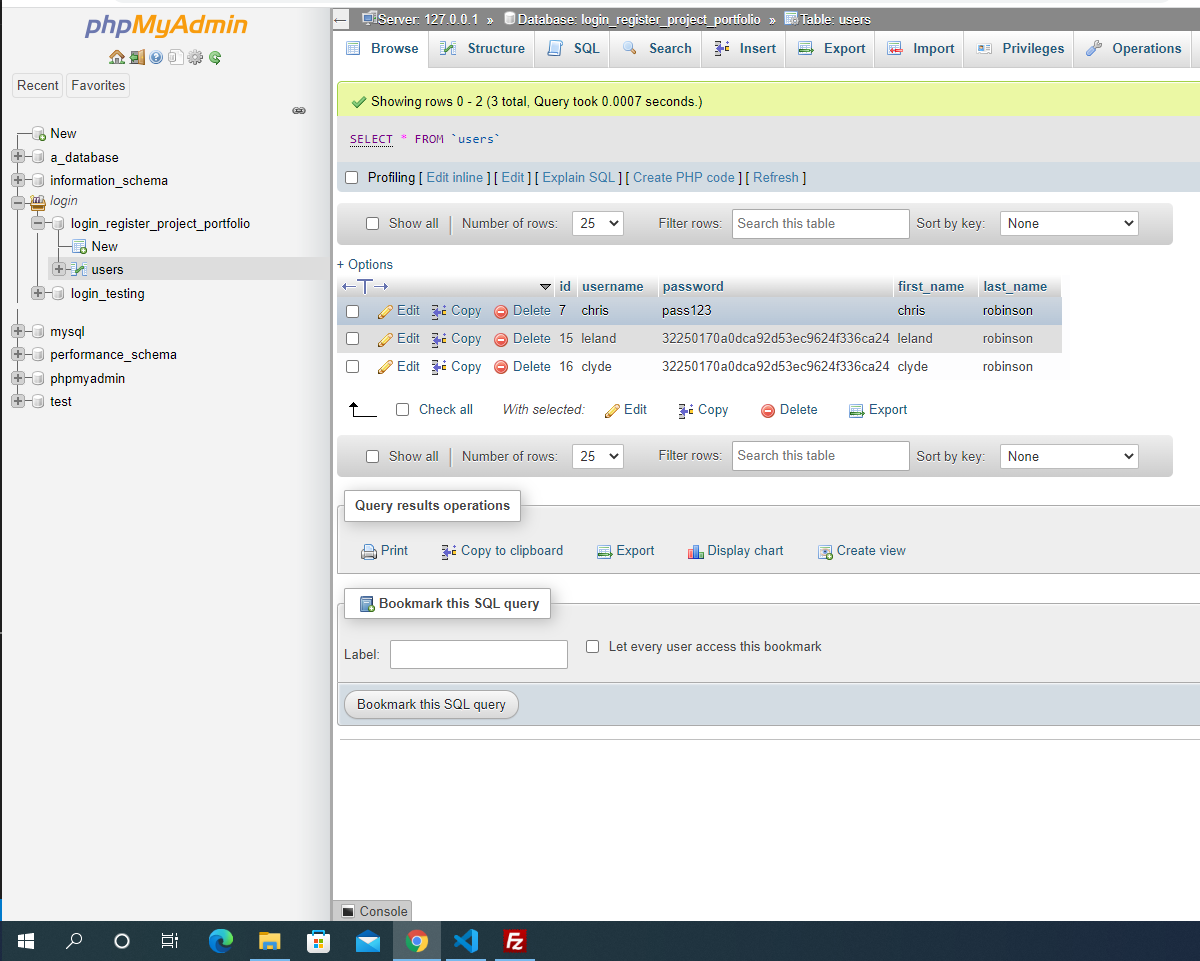 phpMyAdmin
Recent Favorites
New
a_database
information_schema
login
login_register_project_portfolio
New
users
login_testing
mysql
performance_schema
phpmyadmin
test
Server: 127.0.0.1 » Database: login_register_project_portfolio » Table: users
Browse Structure SQL Search Insert Export Import Privileges Operations
Showing rows 0 - 2 (3 total, Query took 0.0007 seconds.)
SELECT * FROM `users`
Profiling [ Edit inline ] [ Edit ] [ Explain SQL ] [ Create PHP code ] [ Refresh ]
Show all Number of rows: 25 Filter rows: Search this table Sort by key: None
+ Options
←T→ id username password first_name last_name
Edit Copy Delete 7 chris pass123 chris robinson
Edit Copy Delete 15 leland 32250170a0dca92d53ec9624f336ca24 leland robinson
Edit Copy Delete 16 clyde 32250170a0dca92d53ec9624f336ca24 clyde robinson
Check all With selected: Edit Copy Delete Export
Show all Number of rows: 25 Filter rows: Search this table Sort by key: None
Query results operations
Print Copy to clipboard Export Display chart Create view
Bookmark this SQL query
Label: Let every user access this bookmark
Bookmark this SQL query
Console